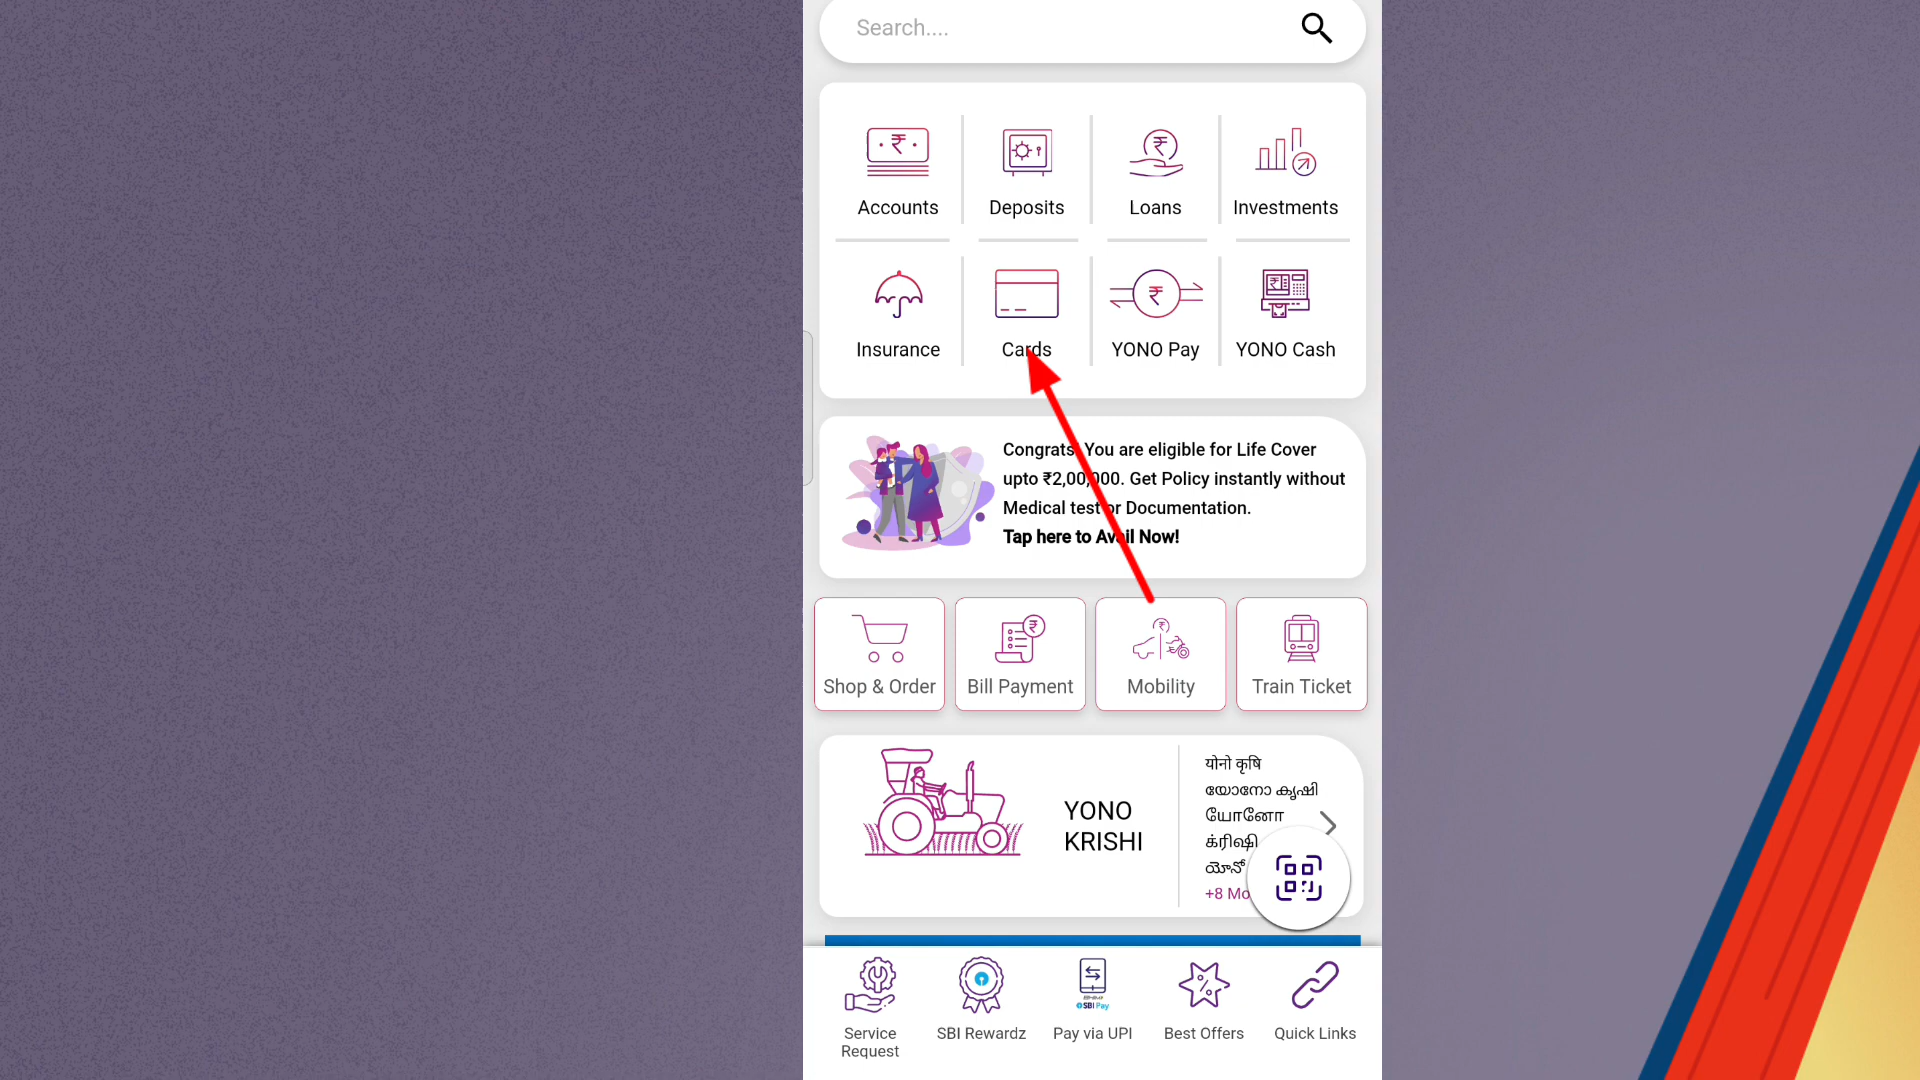 Search....
Accounts
Deposits
Loans
Investments
Insurance
Cards
YONO Pay
YONO Cash
Congrats! You are eligible for Life Cover
upto ₹2,00,000. Get Policy instantly without
Medical test or Documentation.
Tap here to Avail Now!
Shop & Order
Bill Payment
Mobility
Train Ticket
YONO
KRISHI
योनो कृषि
യോനോ കൃഷി
யோனோ
க்ரிஷி
యోనో
+8 Mo
SBI Pay
Service
Request
SBI Rewardz
Pay via UPI
Best Offers
Quick Links